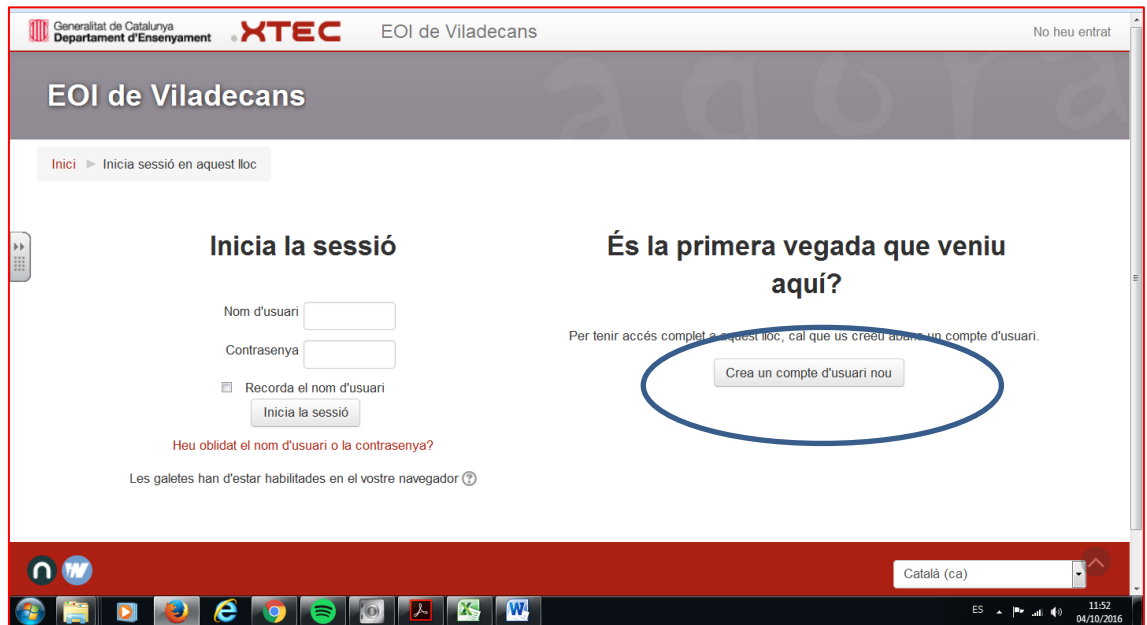 Generalitat de Catalunya
Departament d'Ensenyament
.XTEC
EOI de Viladecans
No heu entrat
EOI de Viladecans
agora
Inici ▶ Inicia sessió en aquest lloc
Inicia la sessió
Nom d'usuari
Contrasenya
Recorda el nom d'usuari
Inicia la sessió
Heu oblidat el nom d'usuari o la contrasenya?
Les galetes han d'estar habilitades en el vostre navegador ?
És la primera vegada que veniu
aquí?
Per tenir accés complet a aquest lloc, cal que us creeu abans un compte d'usuari.
Crea un compte d'usuari nou
Català (ca)
ES
11:52
04/10/2016